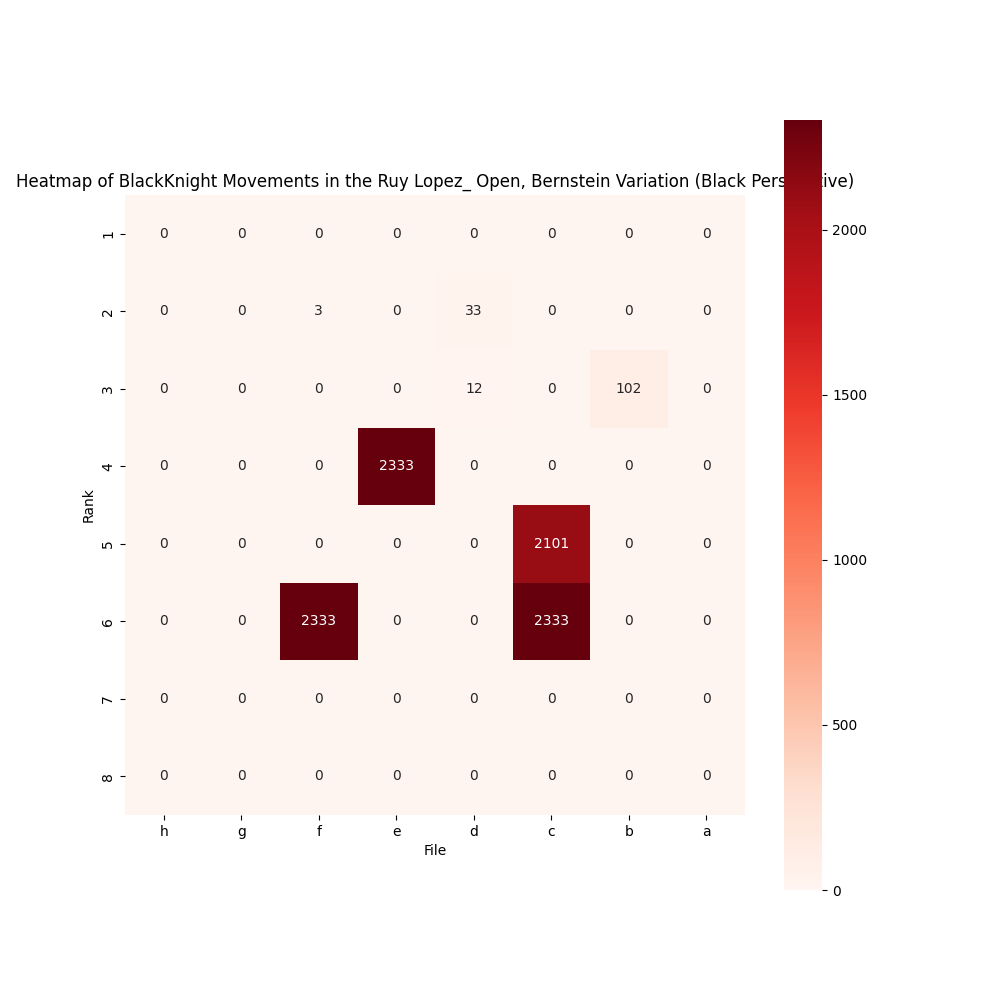 Heatmap of BlackKnight Movements in the Ruy Lopez_ Open, Bernstein Variation (Black Pers   ive)
1 0 0 0 0 0 0 0 0
2 0 0 3 0 33 0 0 0
3 0 0 0 0 12 0 102 0
4 0 0 0 2333 0 0 0 0
5 0 0 0 0 0 2101 0 0
6 0 0 2333 0 0 2333 0 0
7 0 0 0 0 0 0 0 0
8 0 0 0 0 0 0 0 0
Rank
h g f e d c b a
File
2000
1500
1000
500
0